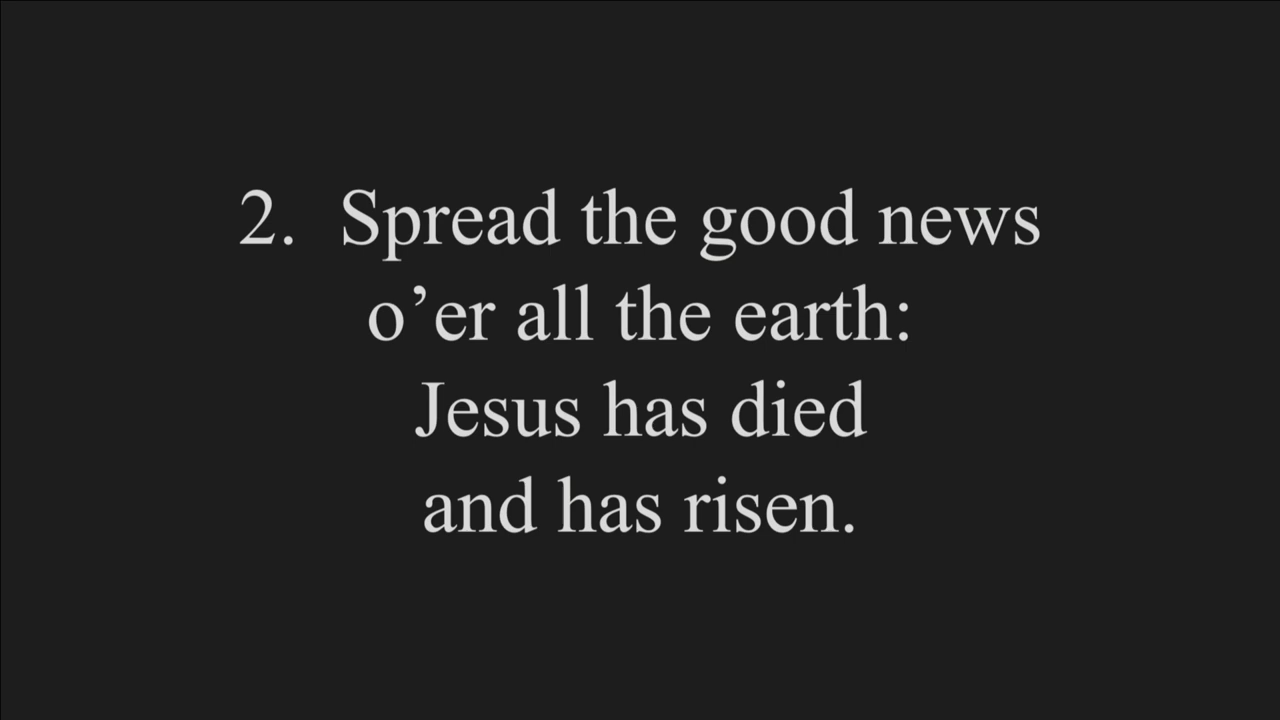 2. Spread the good news
o’er all the earth:
Jesus has died
and has risen.